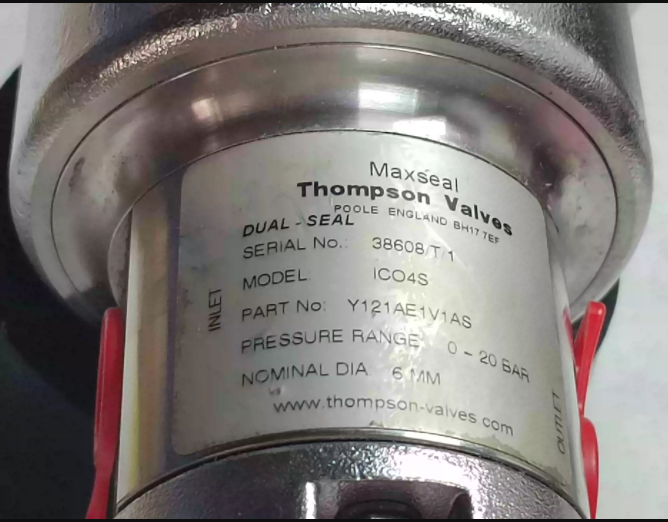 Maxseal
Thompson Valves
POOLE ENGLAND BH17 7EF
DUAL-SEAL
SERIAL No.: 38608/T/1
MODEL: ICO4S
PART No: Y121AE1V1AS
PRESSURE RANGE: 0 - 20 BAR
NOMINAL DIA 6 MM
www.thompson-valves.com
INLET
OUTLET